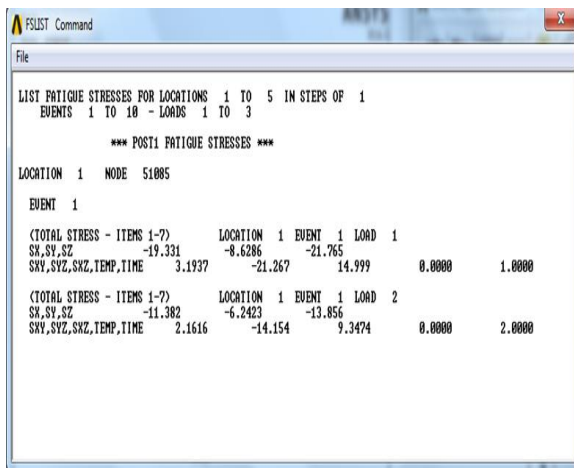 FSLIST Command
File
LIST FATIGUE STRESSES FOR LOCATIONS 1 TO 5 IN STEPS OF 1
EVENTS 1 TO 10 - LOADS 1 TO 3
*** POST1 FATIGUE STRESSES ***
LOCATION 1 NODE 51085
EVENT 1
(TOTAL STRESS - ITEMS 1-7) LOCATION 1 EVENT 1 LOAD 1
SX,SY,SZ -19.331 -8.6286 -21.765
SXY,SYZ,SXZ,TEMP,TIME 3.1937 -21.267 14.999 0.0000 1.0000
(TOTAL STRESS - ITEMS 1-7) LOCATION 1 EVENT 1 LOAD 2
SX,SY,SZ -11.382 -6.2423 -13.856
SXY,SYZ,SXZ,TEMP,TIME 2.1616 -14.154 9.3474 0.0000 2.0000